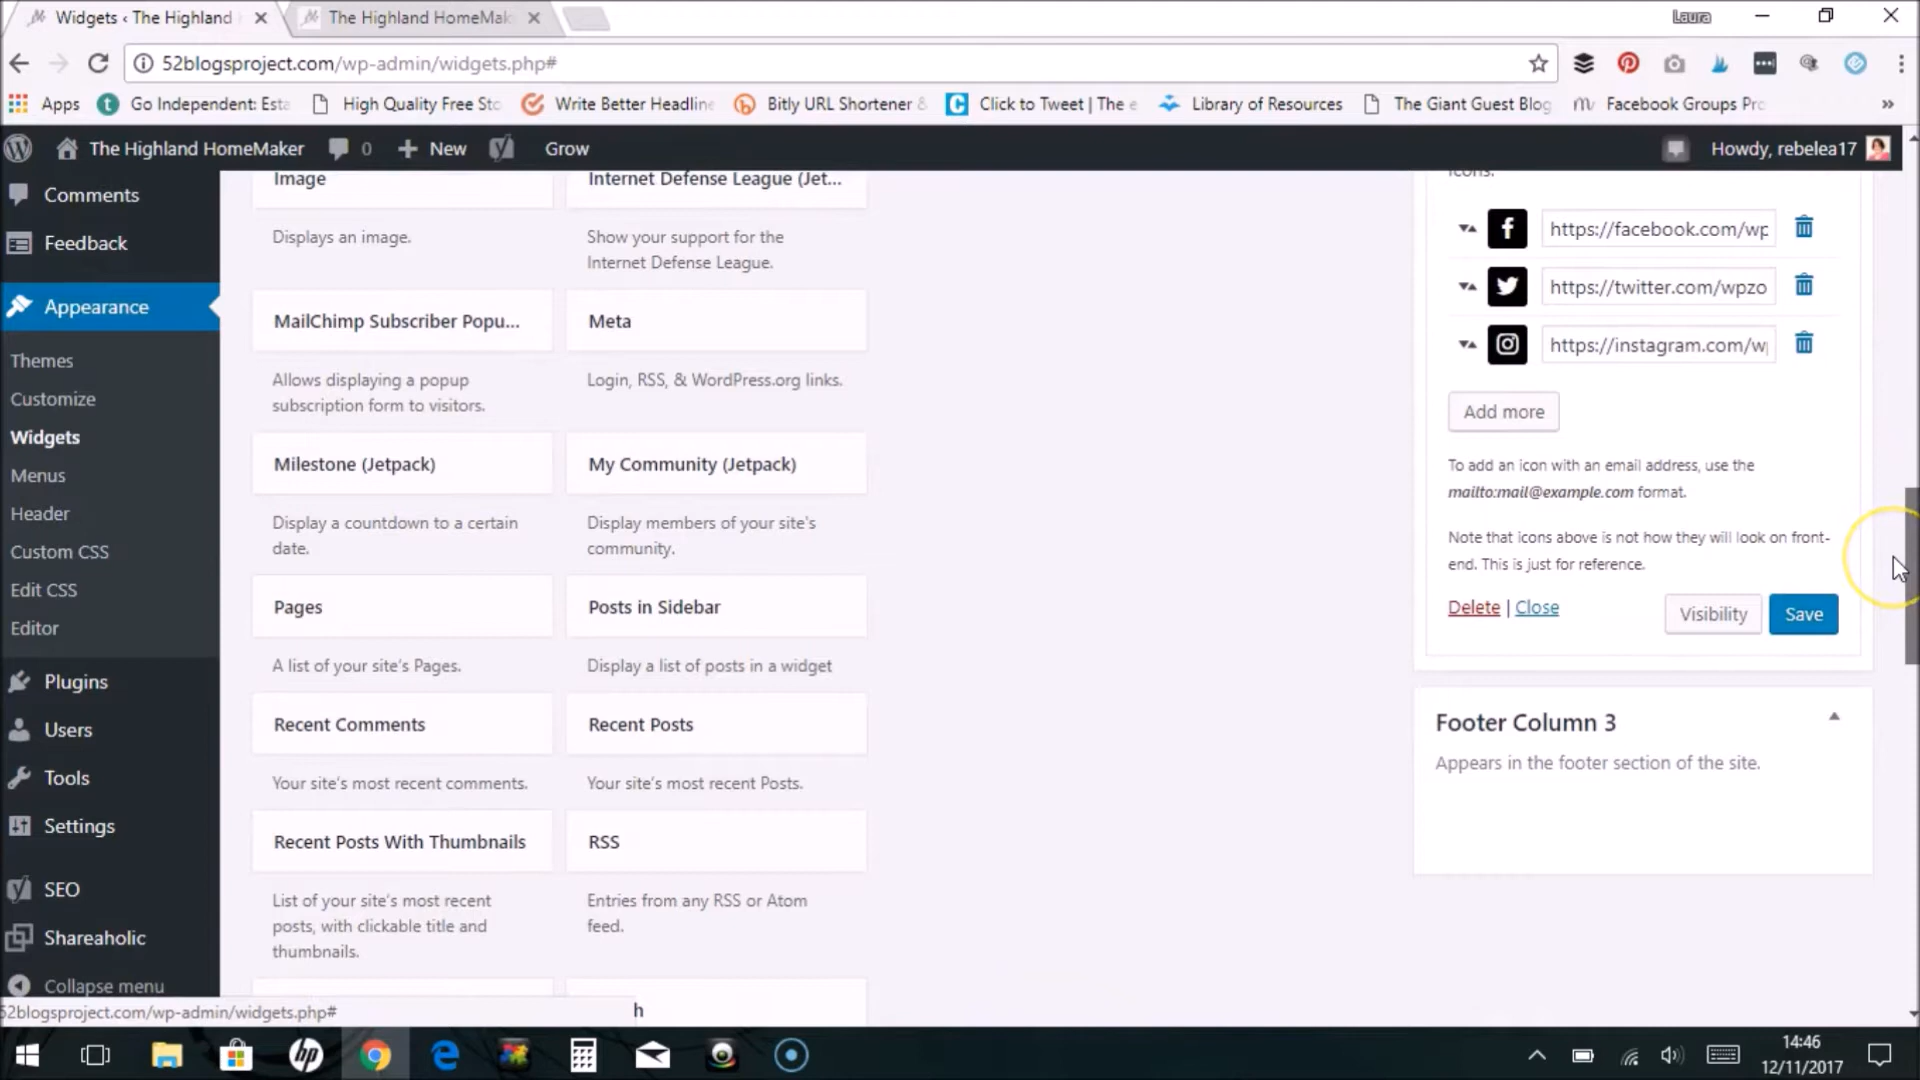 Widgets ‹ The Highland
The Highland HomeMak
Laura
52blogsproject.com/wp-admin/widgets.php#
Apps
Go Independent: Esta
High Quality Free Sto
Write Better Headline
Bitly URL Shortener &
Click to Tweet | The e
Library of Resources
The Giant Guest Blog
Facebook Groups Pro
»
The Highland HomeMaker
0
New
Grow
Howdy, rebelea17
Comments
Feedback
Appearance
Themes
Customize
Widgets
Menus
Header
Custom CSS
Edit CSS
Editor
Plugins
Users
Tools
Settings
SEO
Shareaholic
Collapse menu
52blogsproject.com/wp-admin/widgets.php#
Image
Displays an image.
Internet Defense League (Jet...
Show your support for the
Internet Defense League.
MailChimp Subscriber Popu...
Allows displaying a popup
subscription form to visitors.
Meta
Login, RSS, & WordPress.org links.
Milestone (Jetpack)
Display a countdown to a certain
date.
My Community (Jetpack)
Display members of your site's
community.
Pages
A list of your site's Pages.
Posts in Sidebar
Display a list of posts in a widget
Recent Comments
Your site's most recent comments.
Recent Posts
Your site's most recent Posts.
Recent Posts With Thumbnails
List of your site's most recent
posts, with clickable title and
thumbnails.
RSS
Entries from any RSS or Atom
feed.
h
icons.
https://facebook.com/wp
https://twitter.com/wpzo
https://instagram.com/w
Add more
To add an icon with an email address, use the
mailto:mail@example.com format.
Note that icons above is not how they will look on front-
end. This is just for reference.
Delete | Close
Visibility
Save
Footer Column 3
Appears in the footer section of the site.
hp
14:46
12/11/2017